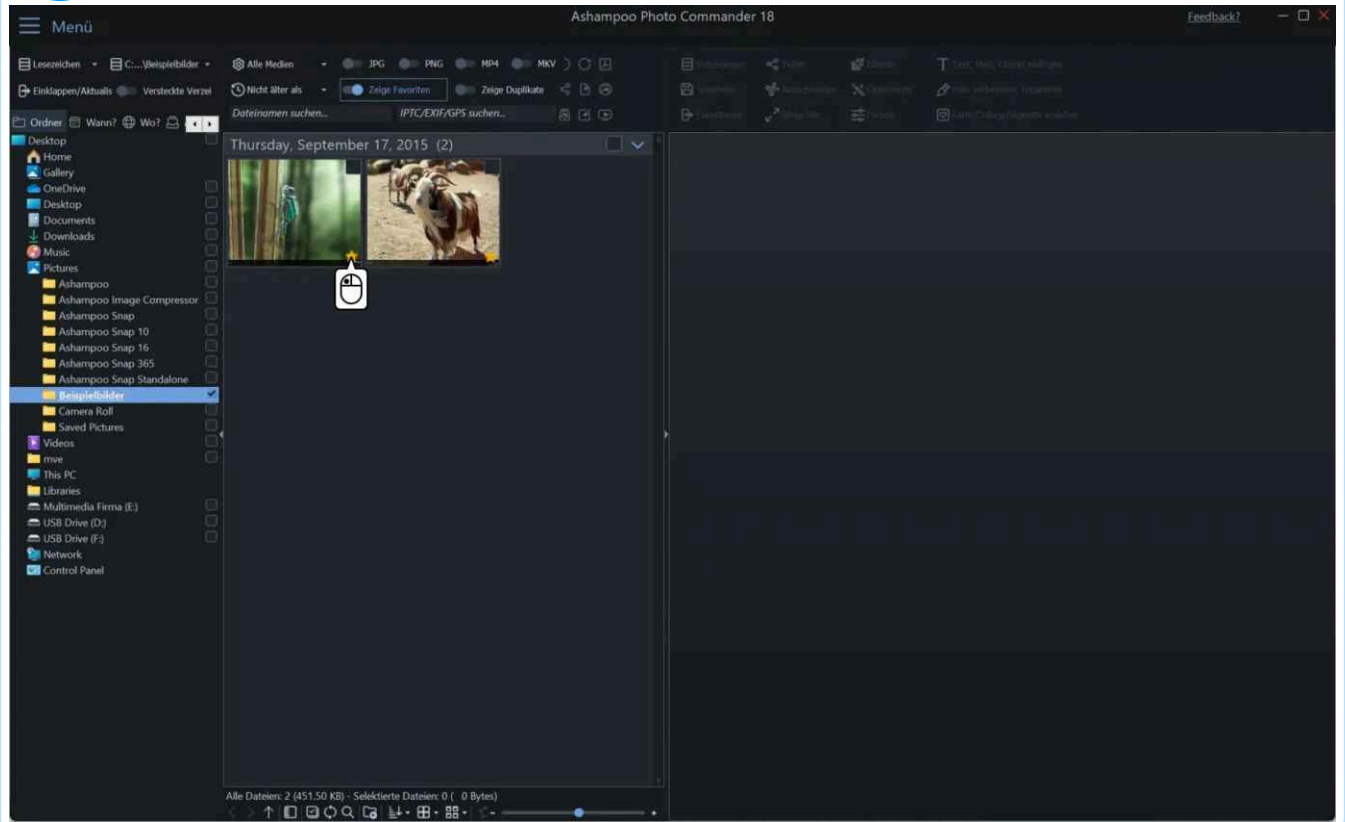 Ashampoo Photo Commander 18
Feedback?
Menü
Lesezeichen
C:...\Beispielbilder
Alle Medien
JPG
PNG
MP4
MKV
Einklappen/Aktualis
Versteckte Verzei
Nicht älter als
Zeige Favoriten
Zeige Duplikate
Dateinamen suchen...
IPTC/EXIF/GPS suchen...
Ordner
Wann?
Wo?
Desktop
Home
Gallery
OneDrive
Desktop
Documents
Downloads
Music
Pictures
Ashampoo
Ashampoo Image Compressor
Ashampoo Snap
Ashampoo Snap 10
Ashampoo Snap 16
Ashampoo Snap 365
Ashampoo Snap Standalone
Beispielbilder
Camera Roll
Saved Pictures
Videos
mve
This PC
Libraries
Multimedia Firma (E:)
USB Drive (D:)
USB Drive (F:)
Network
Control Panel
Thursday, September 17, 2015 (2)
Alle Dateien: 2 (451.50 KB) - Selektierte Dateien: 0 ( 0 Bytes)